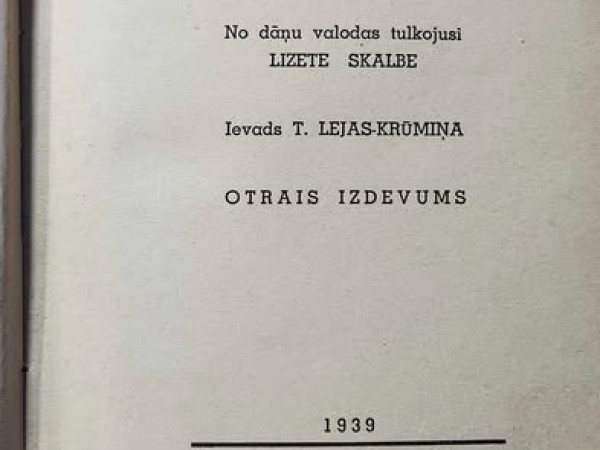 No dāņu valodas tulkojusi
LIZETE SKALBE
Ievads T. LEJAS-KRŪMIŅA
OTRAIS IZDEVUMS
1939